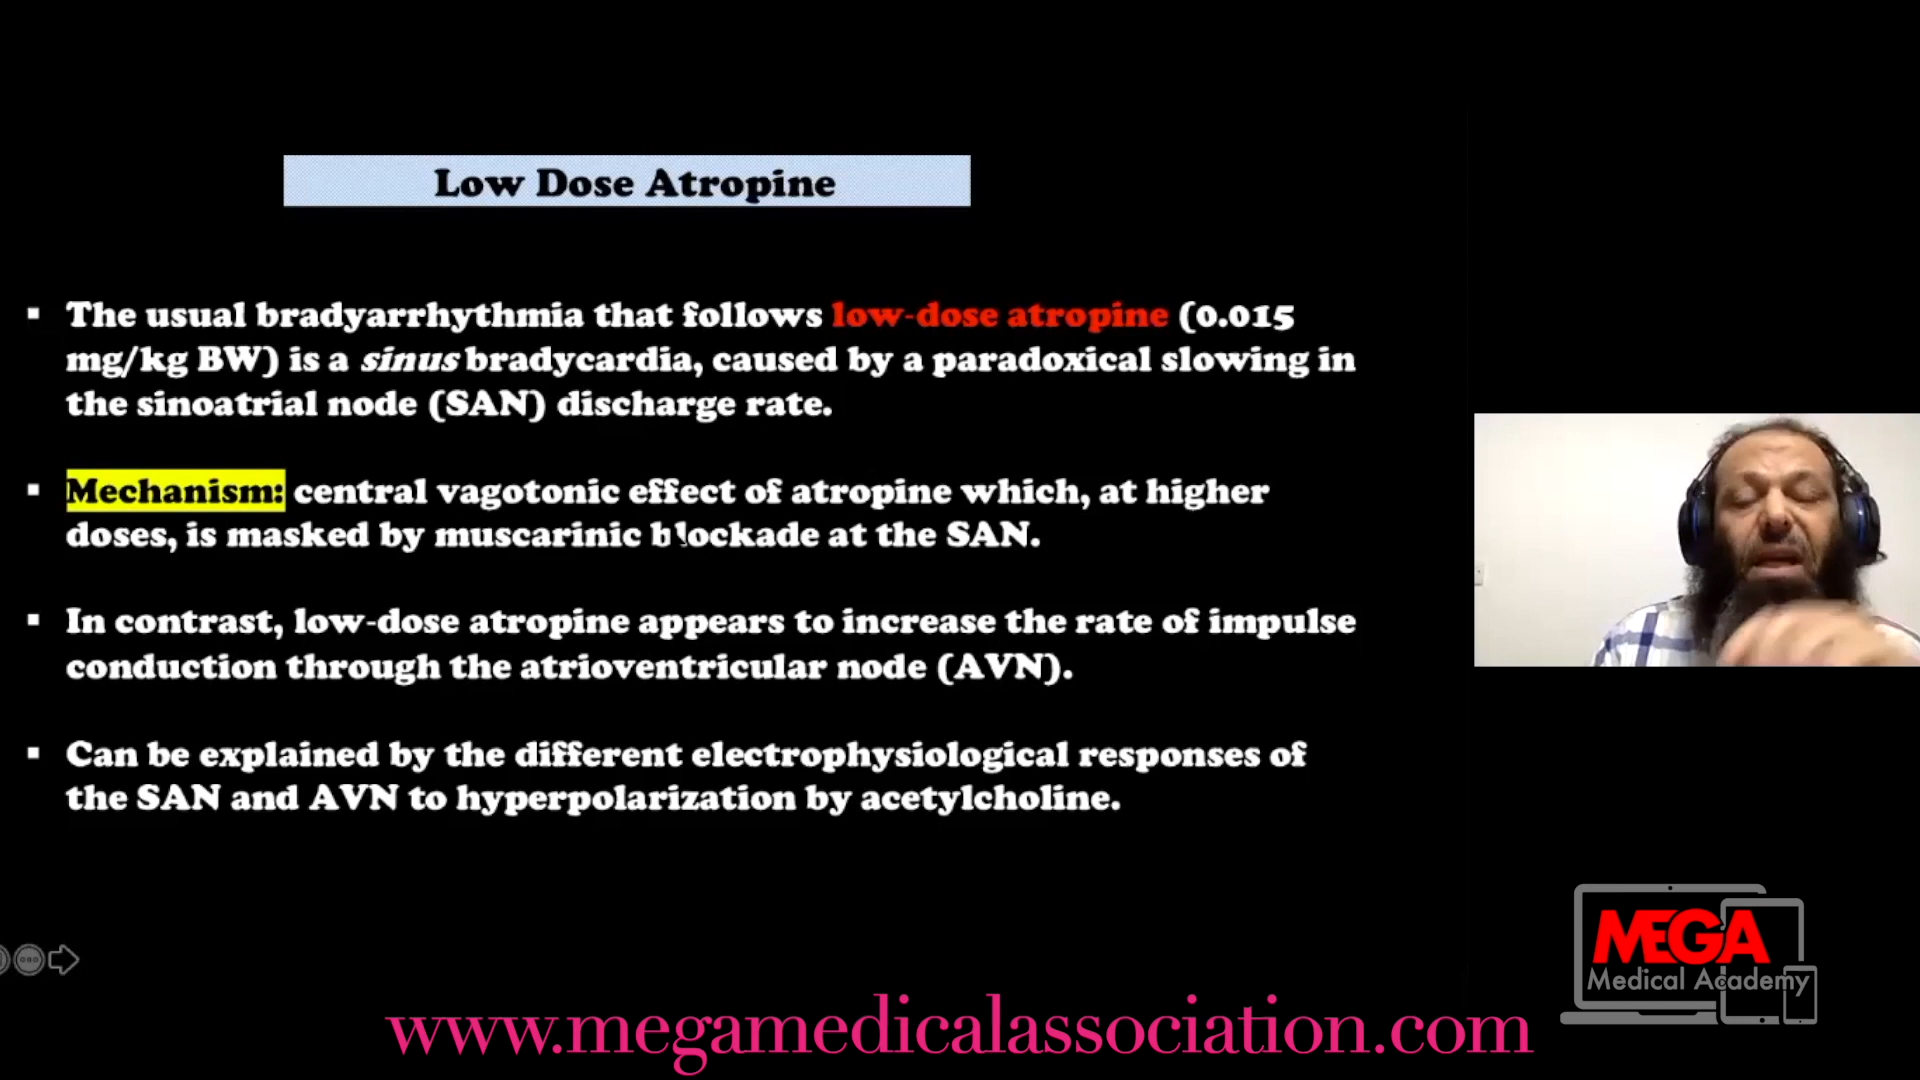 Low Dose Atropine
▪ The usual bradyarrhythmia that follows low-dose atropine (0.015
mg/kg BW) is a sinus bradycardia, caused by a paradoxical slowing in
the sinoatrial node (SAN) discharge rate.
▪ Mechanism: central vagotonic effect of atropine which, at higher
doses, is masked by muscarinic blockade at the SAN.
▪ In contrast, low-dose atropine appears to increase the rate of impulse
conduction through the atrioventricular node (AVN).
▪ Can be explained by the different electrophysiological responses of
the SAN and AVN to hyperpolarization by acetylcholine.
MEGA
Medical Academy
www.megamedicalassociation.com